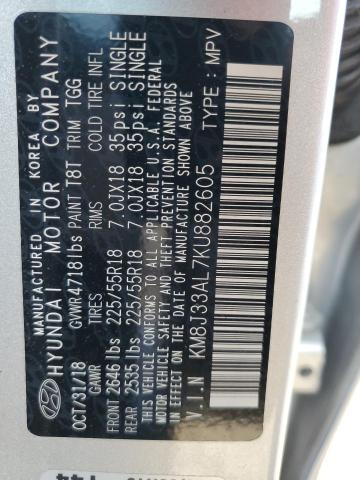 MADE IN KOREA BY
HYUNDAI MOTOR COMPANY
OCT/31/18 GVWR4718lbs PAINT T8T TRIM TGG
GAWR TIRES RIMS COLD TIRE INFL
FRONT 2646 lbs 225/55R18 7.0JX18 35psi SINGLE
REAR 2535 lbs 225/55R18 7.0JX18 35psi SINGLE
THIS VEHICLE CONFORMS TO ALL APPLICABLE U.S.A. FEDERAL
MOTOR VEHICLE SAFETY AND THEFT PREVENTION STANDARDS
IN EFFECT ON THE DATE OF MANUFACTURE SHOWN ABOVE.
V.I.N : KM8J33AL7KU882605 TYPE : MPV